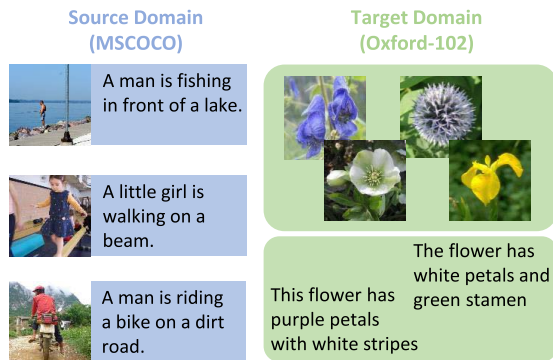 Source Domain
(MSCOCO)
A man is fishing
in front of a lake.
A little girl is
walking on a
beam.
A man is riding
a bike on a dirt
road.
Target Domain
(Oxford-102)
The flower has
white petals and
green stamen
This flower has
purple petals
with white stripes